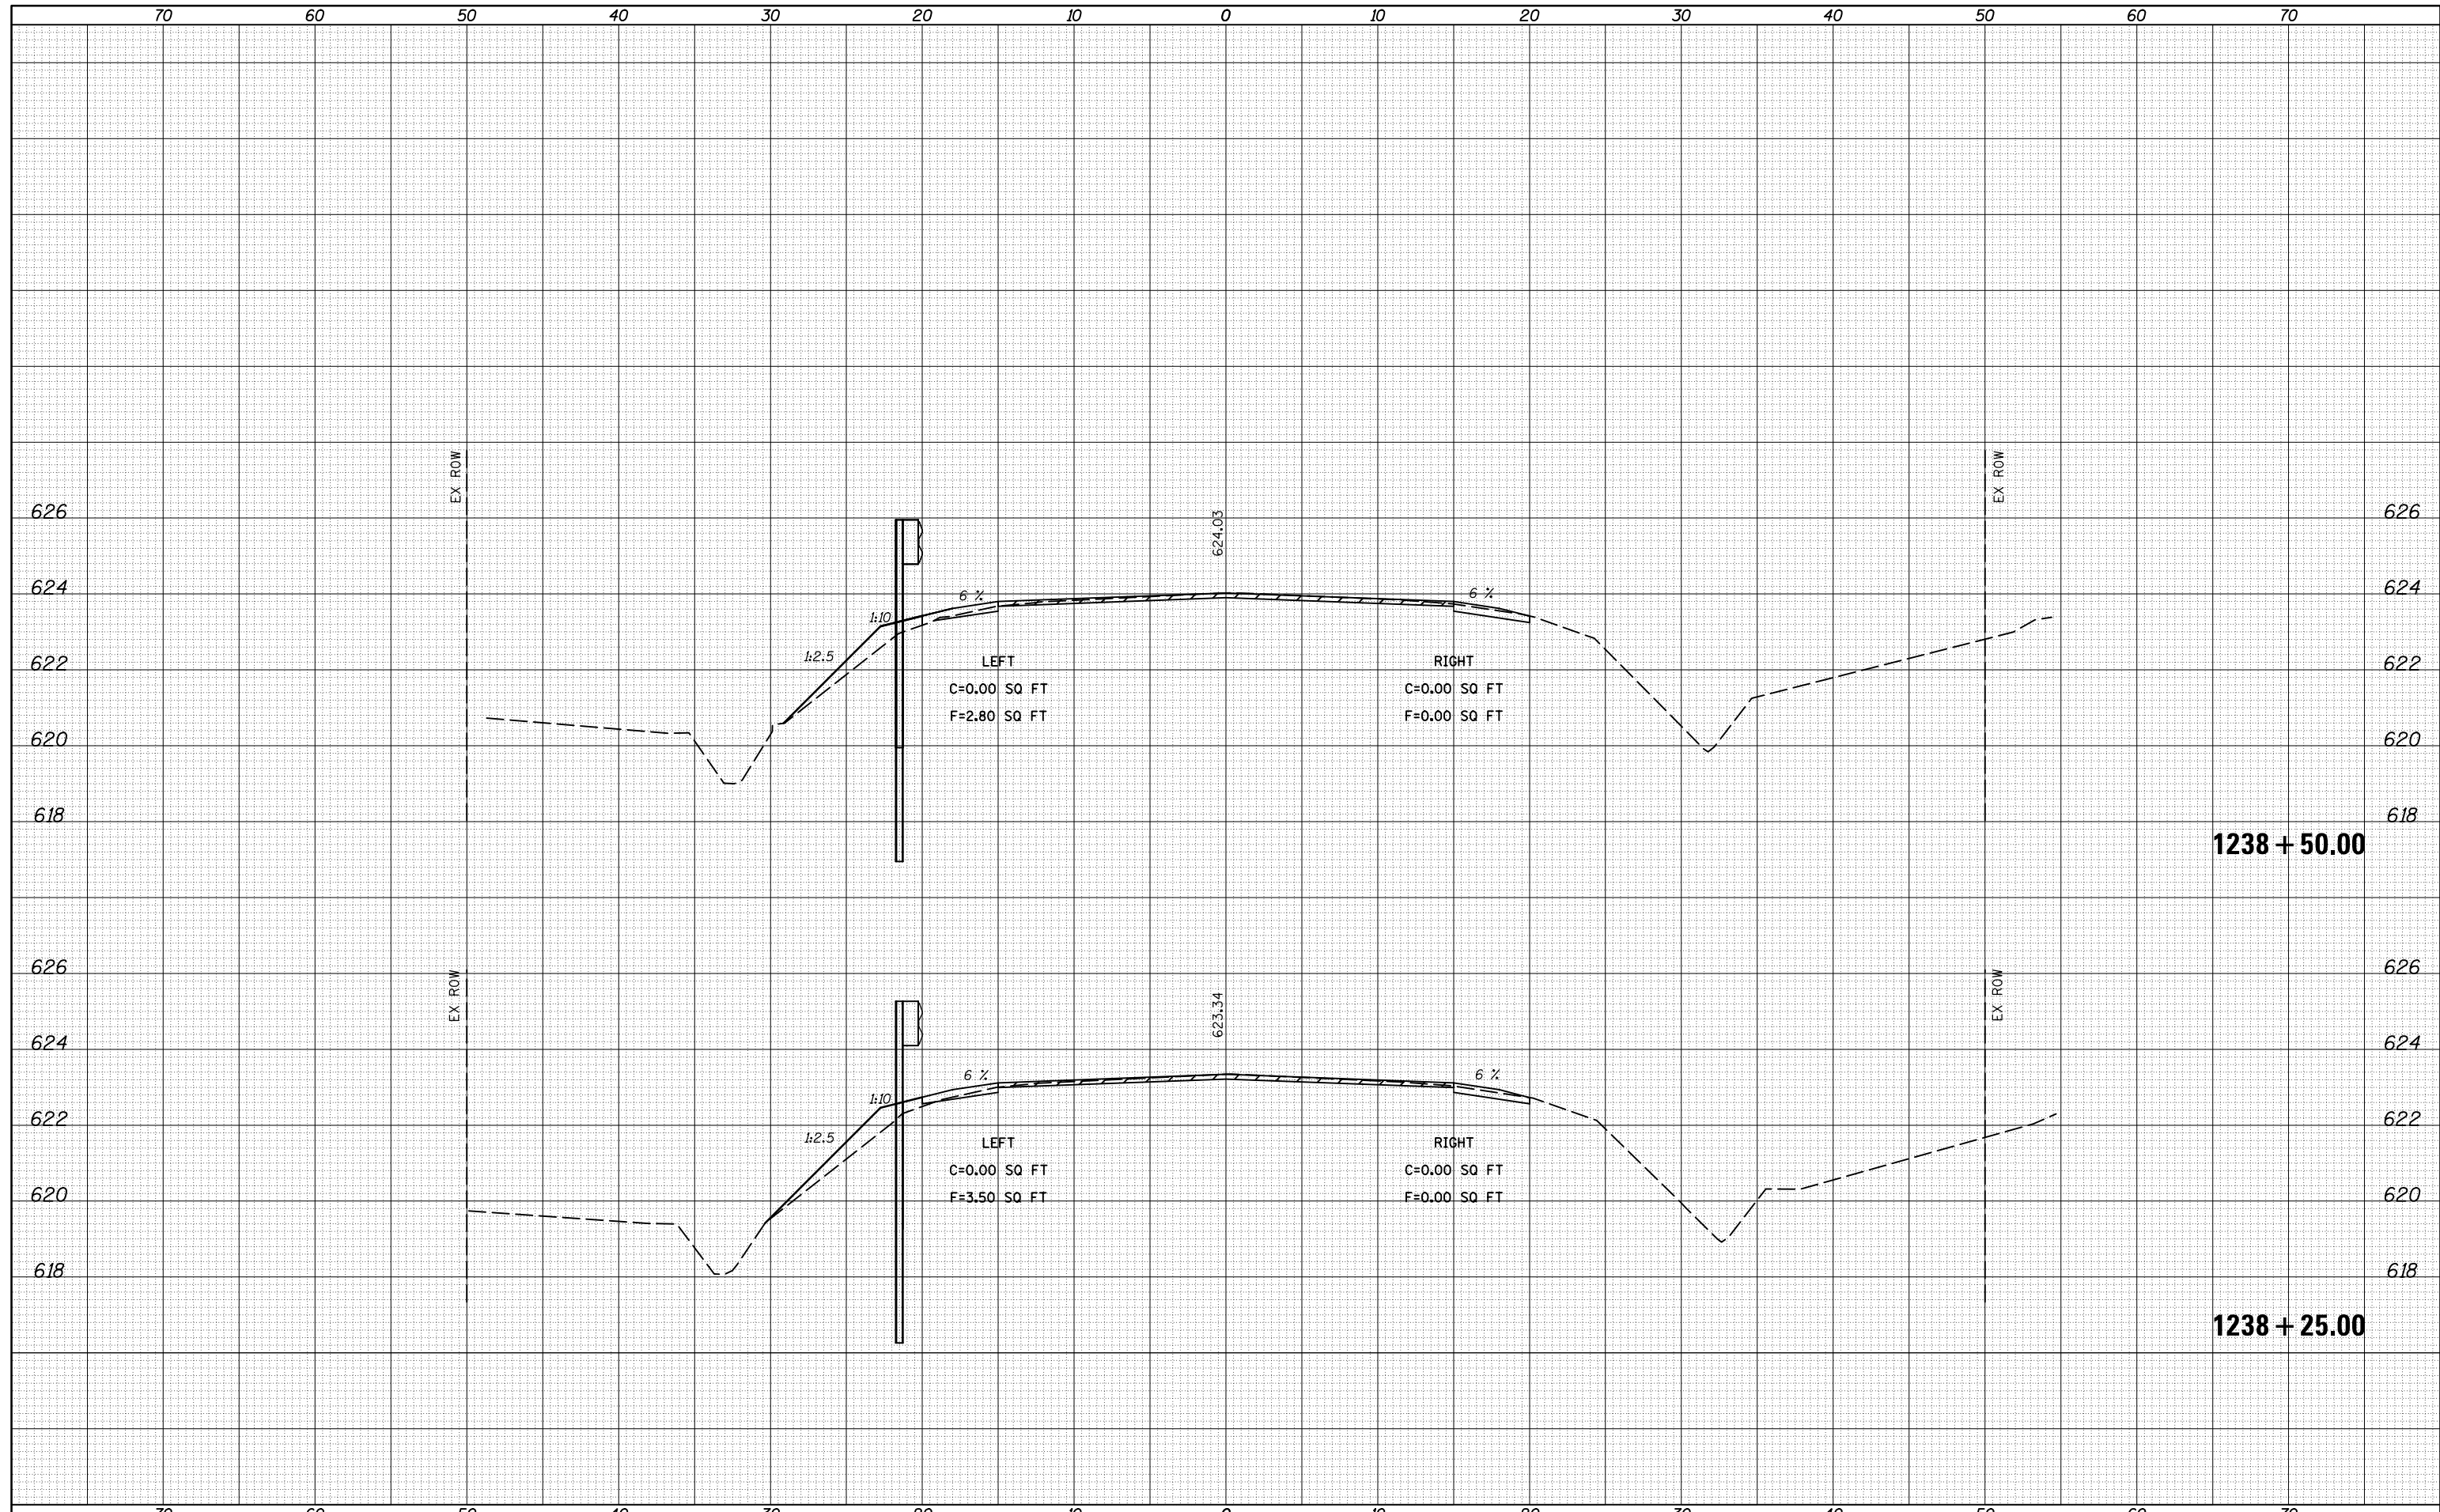 70 60 50 40 30 20 10 0 10 20 30 40 50 60 70
EX ROW EX ROW
626 624.03 626
624 6 % 6 % 624
1:10
622 1:2.5 LEFT RIGHT 622
C=0.00 SQ FT C=0.00 SQ FT
F=2.80 SQ FT F=0.00 SQ FT
620 620
618 618
1238 + 50.00
626 626
EX ROW EX ROW
623.34
624 624
6 % 6 %
1:10
622 622
1:2.5 LEFT RIGHT
C=0.00 SQ FT C=0.00 SQ FT
620 F=3.50 SQ FT F=0.00 SQ FT 620
618 618
1238 + 25.00